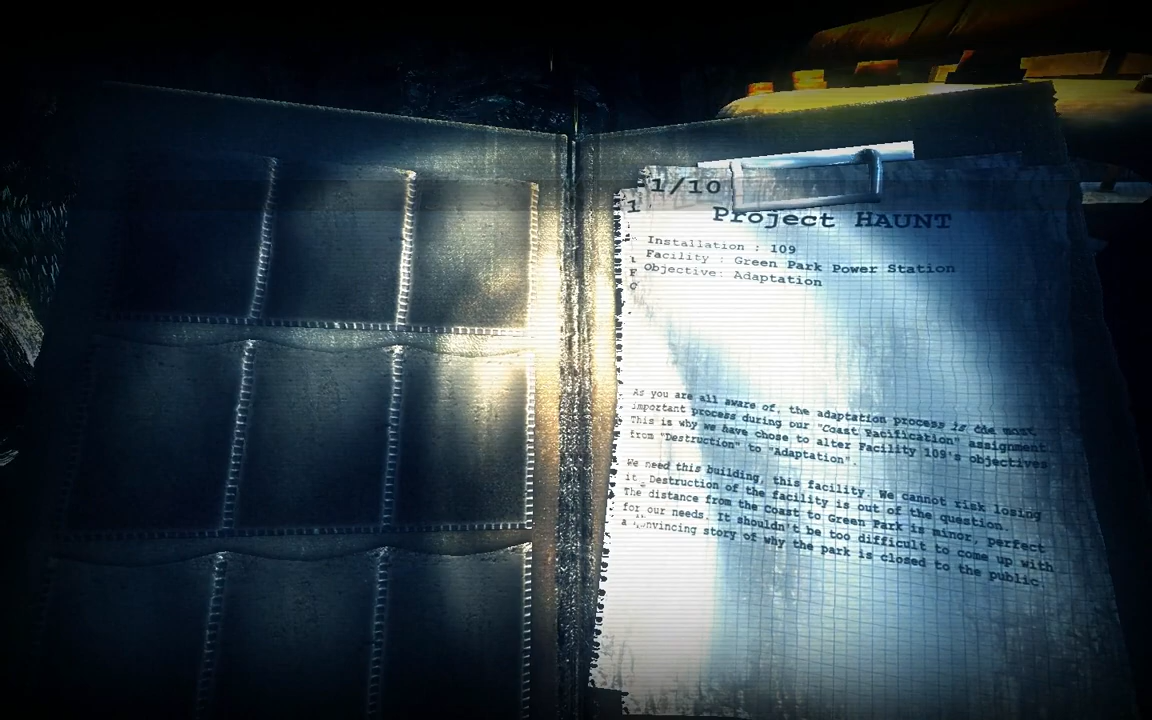 1/10
1
Project HAUNT
Installation : 109
Facility : Green Park Power Station
Objective: Adaptation
As you are all aware of, the adaptation process is the most
important process during our "Coast Pacification" assignment.
This is why we have chose to alter Facility 109's objectives
from "Destruction" to "Adaptation".
We need this building, this facility. We cannot risk losing
it. Destruction of the facility is out of the question.
The distance from the Coast to Green Park is minor, perfect
for our needs. It shouldn't be too difficult to come up with
a convincing story of why the park is closed to the public